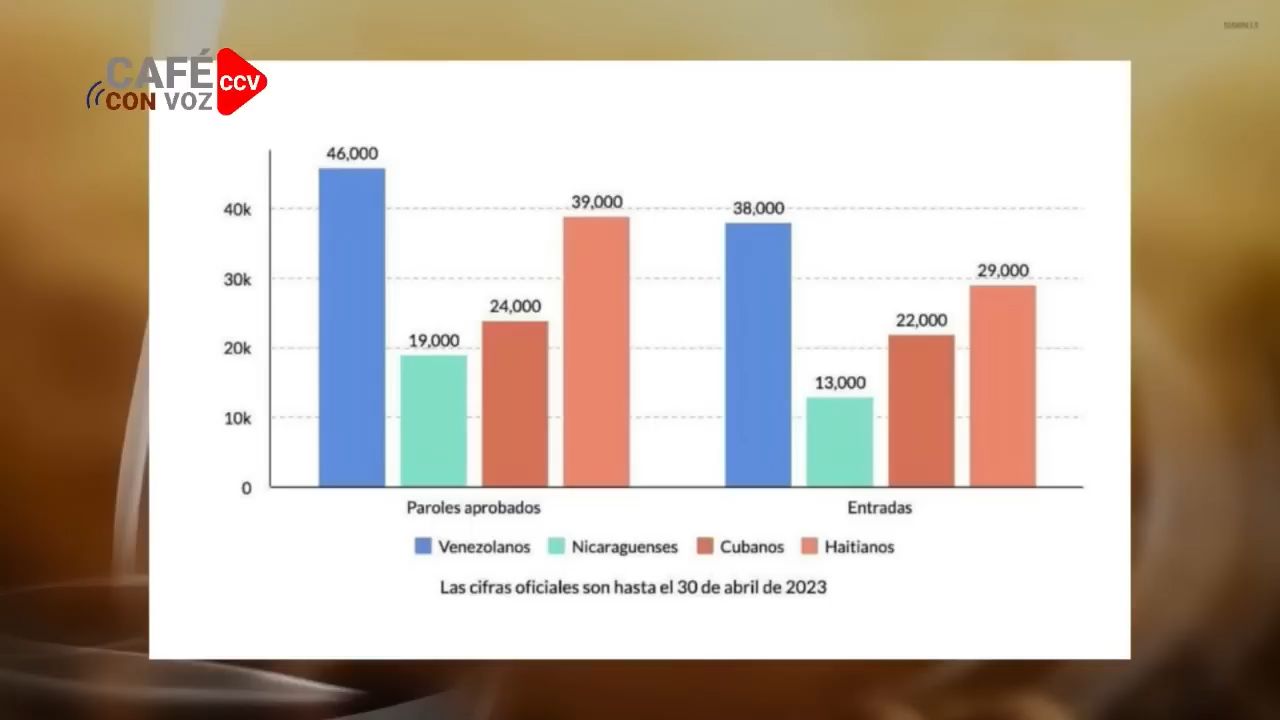 CAFÉ
CON VOZ
CCV
46,000
39,000
38,000
29,000
24,000
22,000
19,000
13,000
40k
30k
20k
10k
0
Paroles aprobados
Entradas
Venezolanos
Nicaraguenses
Cubanos
Haitianos
Las cifras oficiales son hasta el 30 de abril de 2023